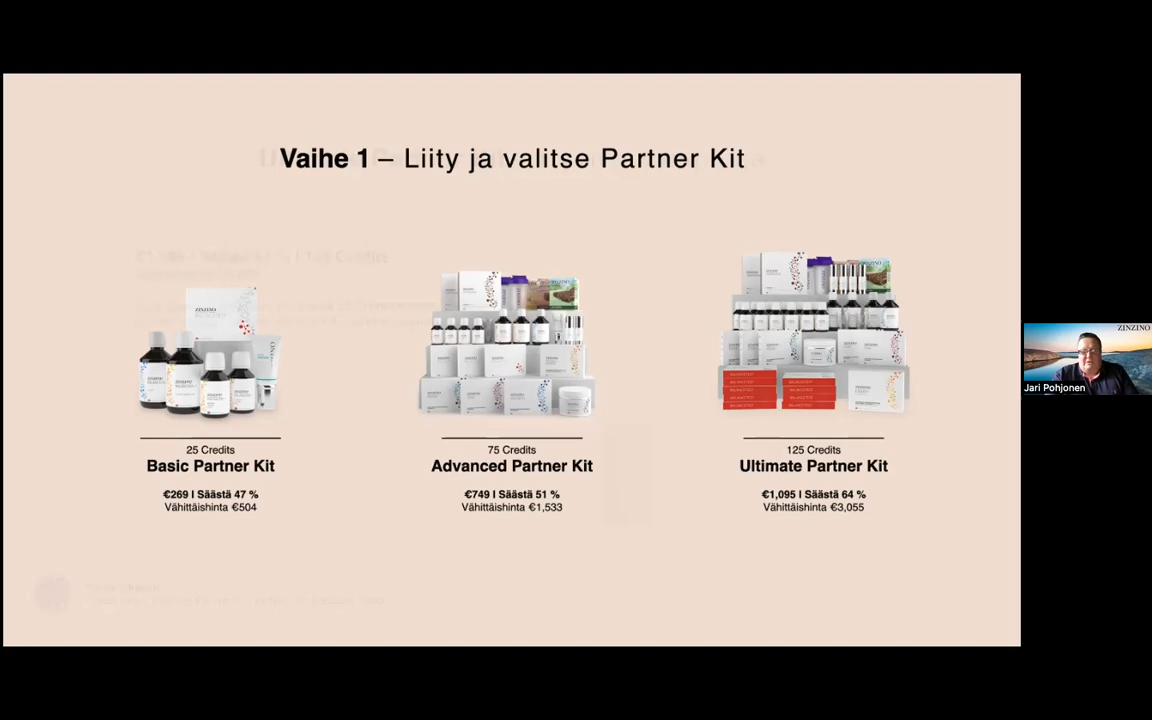 Vaihe 1 – Liity ja valitse Partner Kit
25 Credits
Basic Partner Kit
€269 I Säästä 47 %
Vähittäishinta €504
75 Credits
Advanced Partner Kit
€749 I Säästä 51 %
Vähittäishinta €1,533
125 Credits
Ultimate Partner Kit
€1,095 I Säästä 64 %
Vähittäishinta €3,055
ZINZINO
Jari Pohjonen